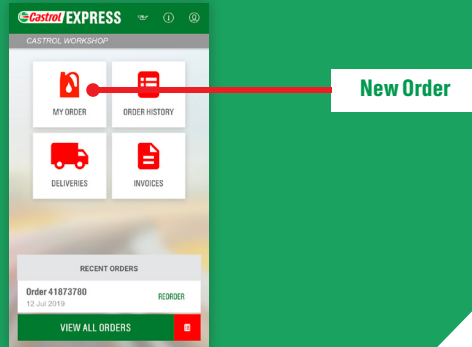 Castrol EXPRESS
CASTROL WORKSHOP
MY ORDER
ORDER HISTORY
New Order
DELIVERIES
INVOICES
RECENT ORDERS
Order 41873780
12 Jul 2019
REORDER
VIEW ALL ORDERS